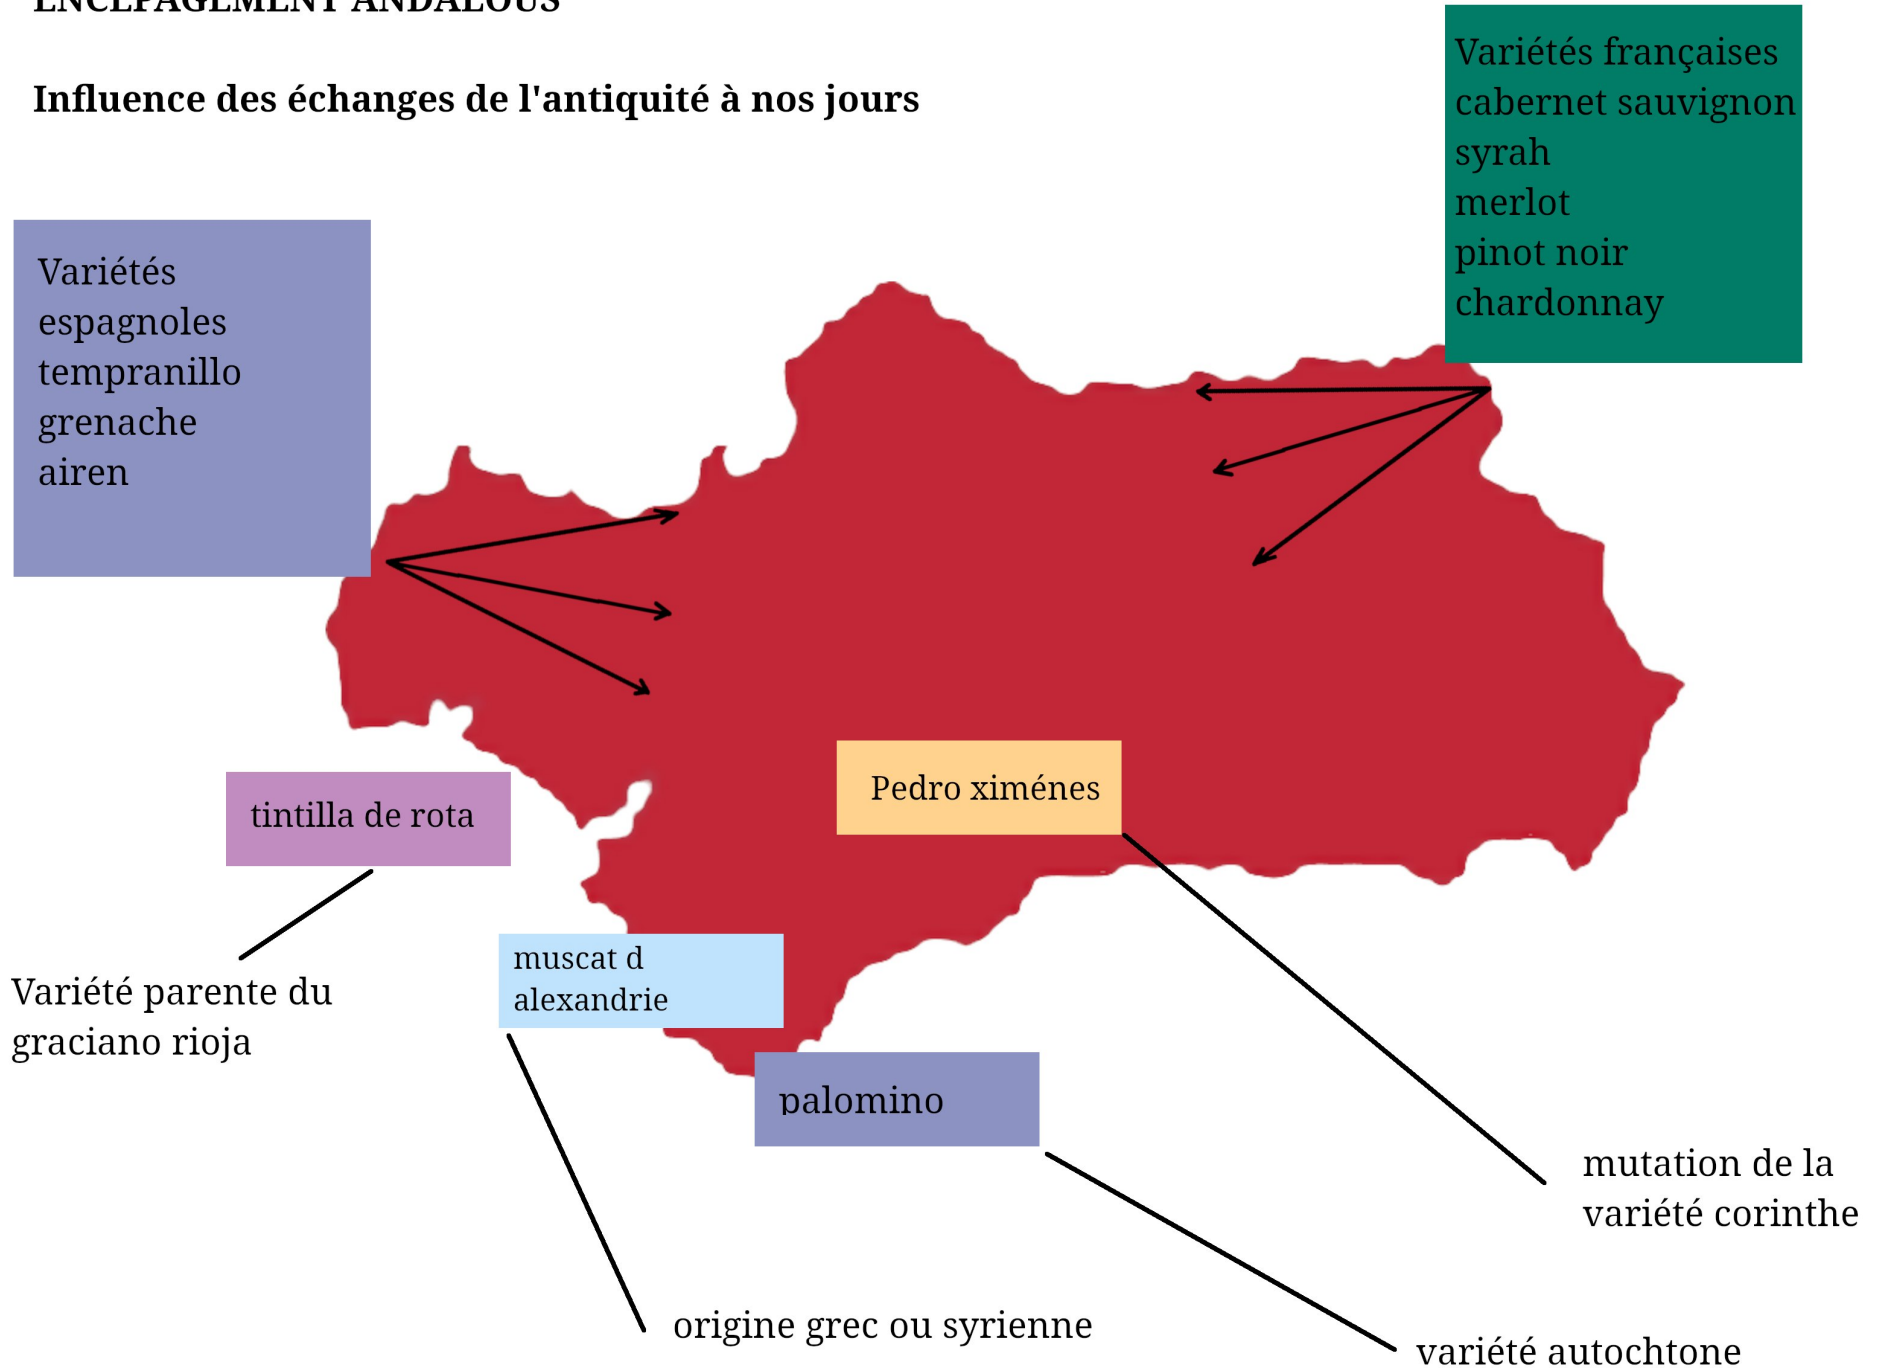 ENCÉPAGEMENT ANDALOUS
Influence des échanges de l'antiquité à nos jours
Variétés françaises
cabernet sauvignon
syrah
merlot
pinot noir
chardonnay
Variétés
espagnoles
tempranillo
grenache
airen
Pedro ximénes
tintilla de rota
muscat d
alexandrie
Variété parente du
graciano rioja
palomino
mutation de la
variété corinthe
origine grec ou syrienne
variété autochtone